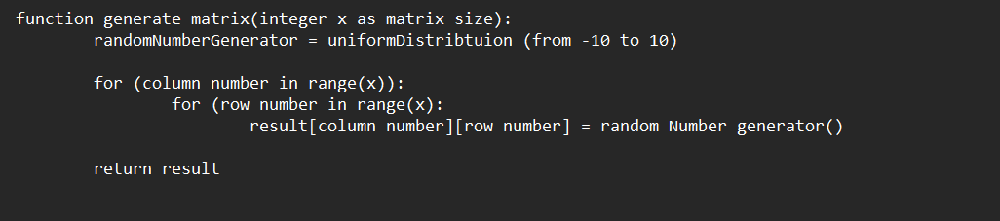 function generate matrix(integer x as matrix size):
randomNumberGenerator = uniformDistribtuion (from -10 to 10)
for (column number in range(x)):
for (row number in range(x):
result[column number][row number] = random Number generator()
return result